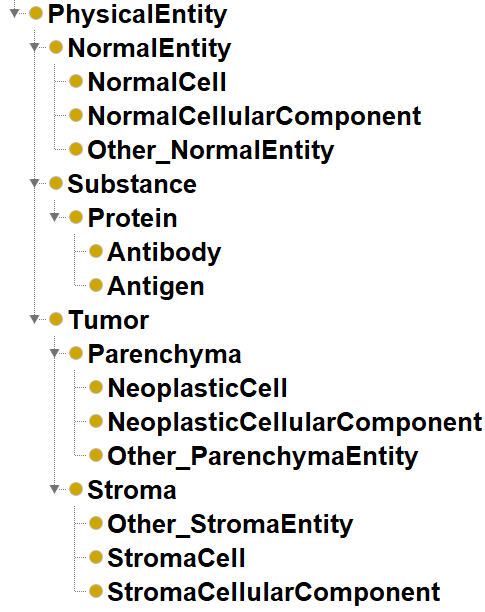 PhysicalEntity
NormalEntity
NormalCell
NormalCellularComponent
Other_NormalEntity
Substance
Protein
Antibody
Antigen
Tumor
Parenchyma
NeoplasticCell
NeoplasticCellularComponent
Other_ParenchymaEntity
Stroma
Other_StromaEntity
StromaCell
StromaCellularComponent